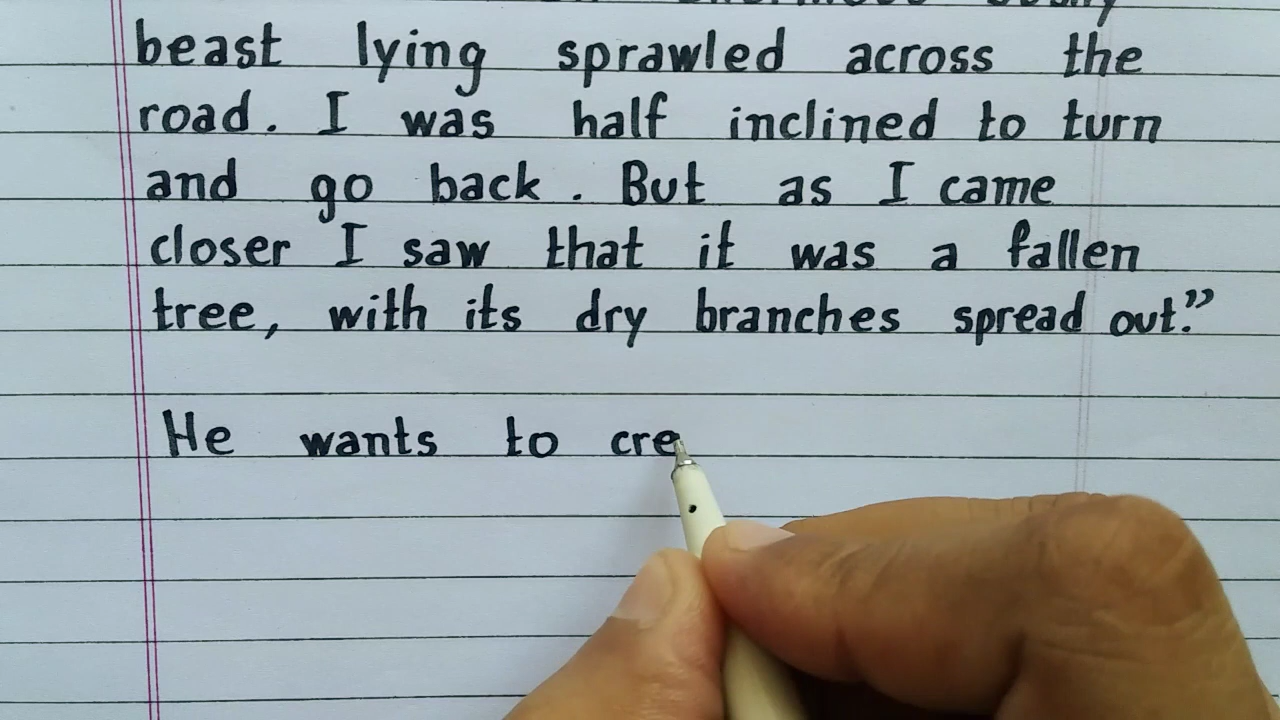 beast lying sprawled across the
road. I was half inclined to turn
and go back. But as I came
closer I saw that it was a fallen
tree, with its dry branches spread out.”
He wants to cre